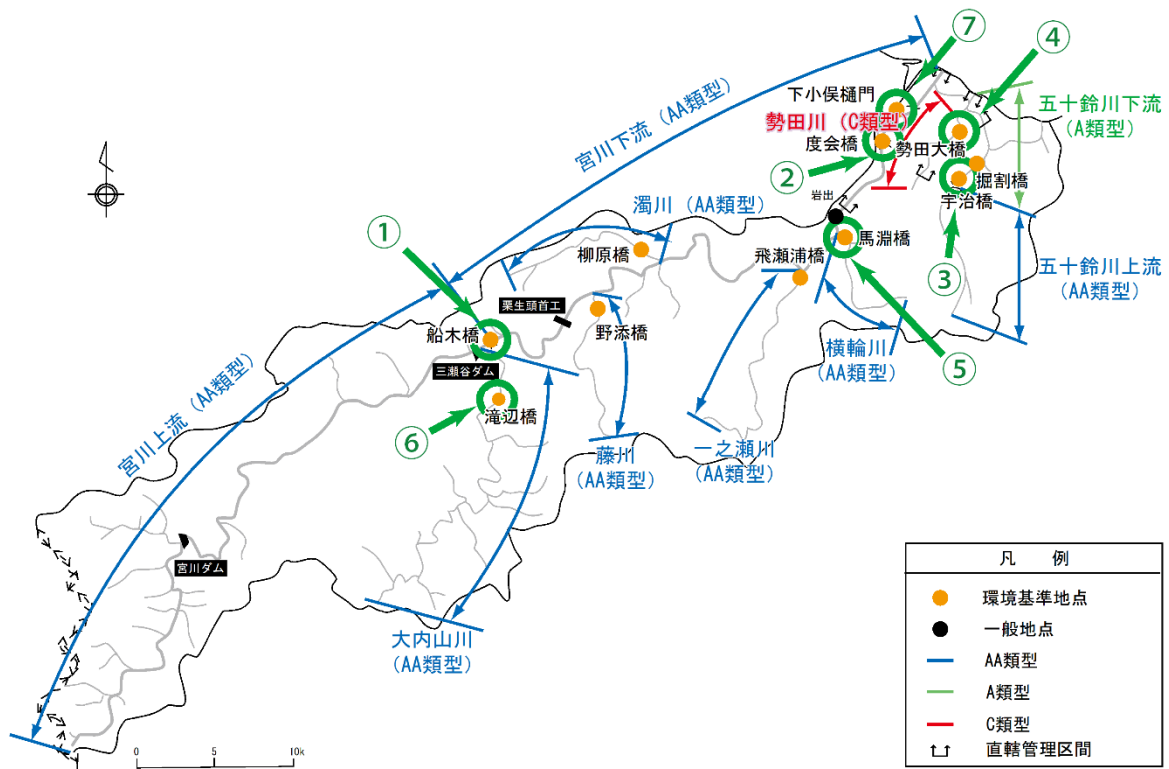 ⑦
④
下小俣樋門
五十鈴川下流
(A類型)
宮川下流 (AA類型)
勢田川 (C類型)
度会橋
勢田大橋
②
掘割橋
岩出
宇治橋
濁川 (AA類型)
①
柳原橋
飛瀬浦橋
馬淵橋
③
五十鈴川上流
(AA類型)
粟生頭首工
船木橋
野添橋
横輪川
(AA類型)
⑤
三瀬谷ダム
滝辺橋
宮川上流 (AA類型)
⑥
藤川
(AA類型)
一之瀬川
(AA類型)
宮川ダム
大内山川
(AA類型)
凡 例
環境基準地点
一般地点
AA類型
A類型
C類型
直轄管理区間
0 5 10k